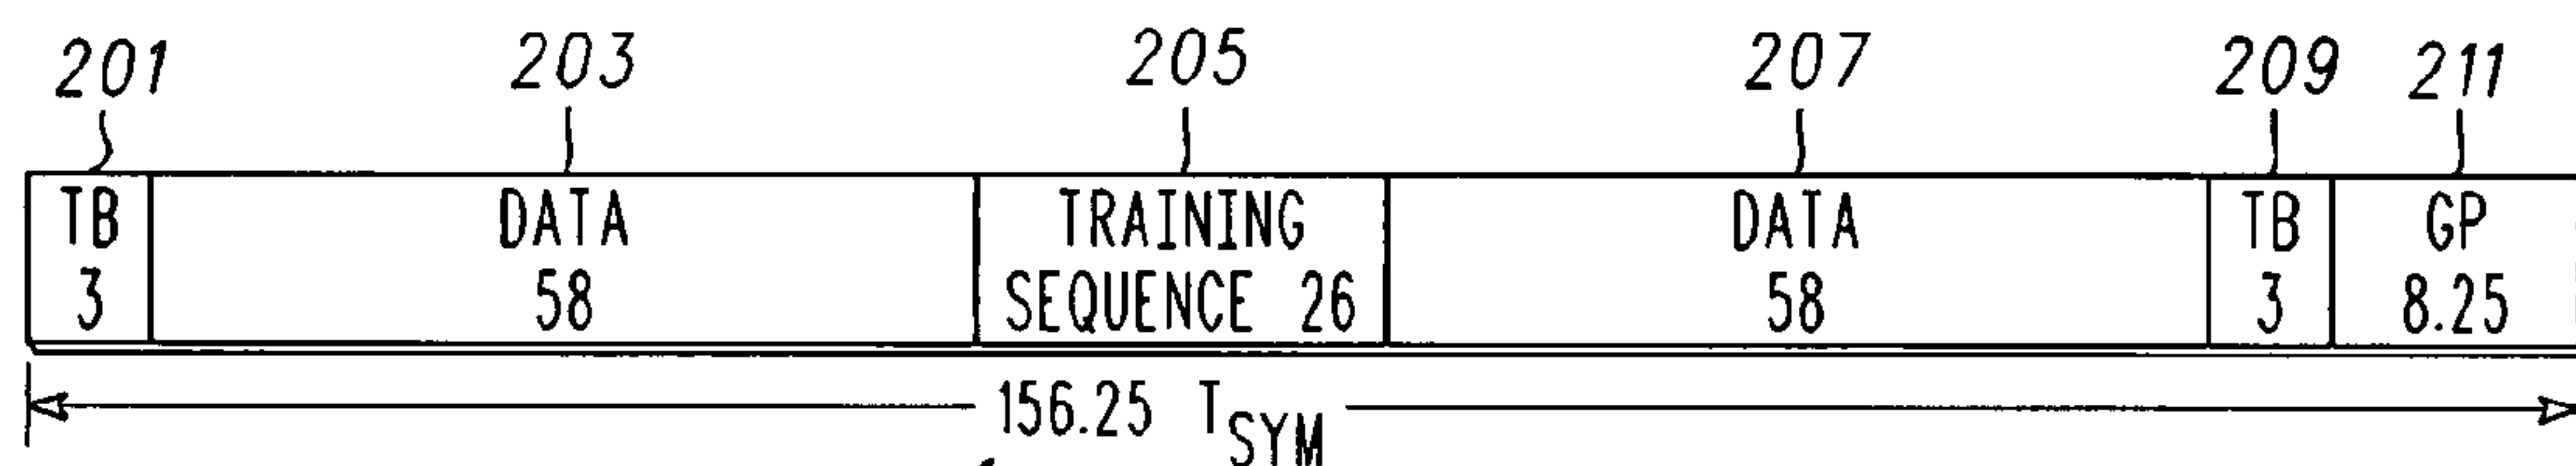 201 203 205 207 209 211
TB DATA TRAINING DATA TB GP
3 58 SEQUENCE 26 58 3 8.25
156.25 TSYM